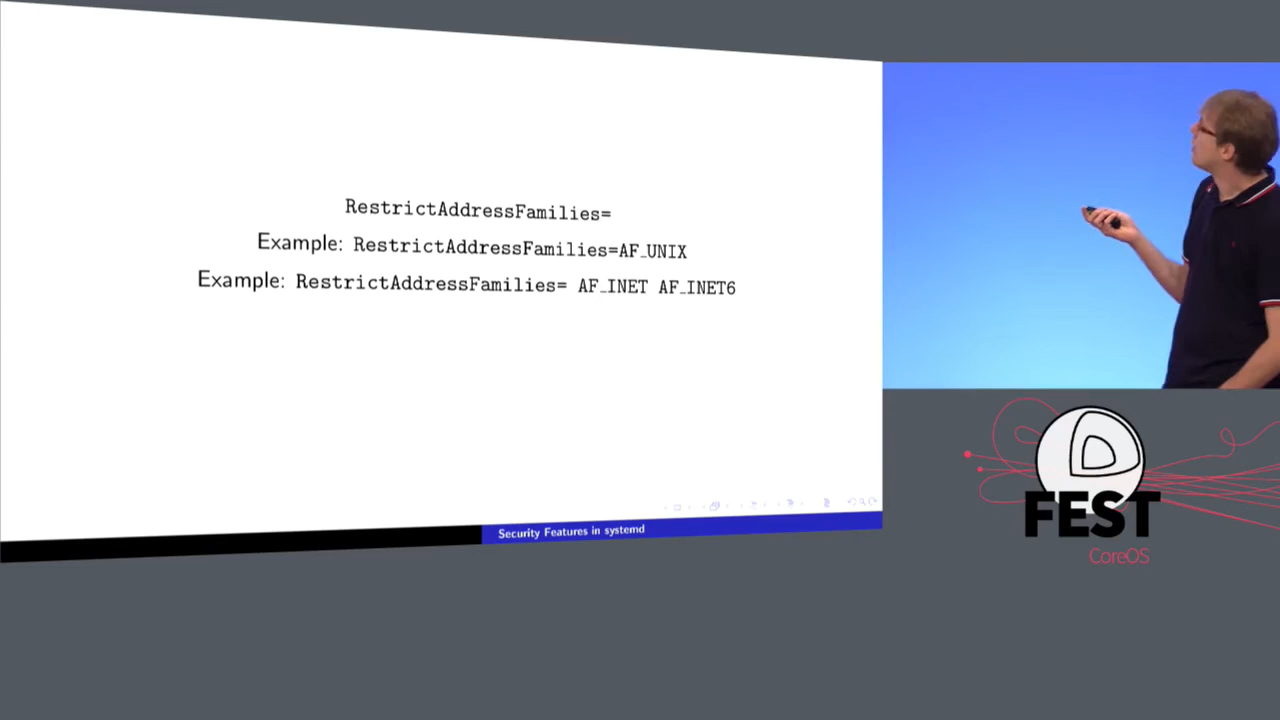 RestrictAddressFamilies=
Example: RestrictAddressFamilies=AF_UNIX
Example: RestrictAddressFamilies= AF_INET AF_INET6
Security Features in systemd
FEST
CoreOS